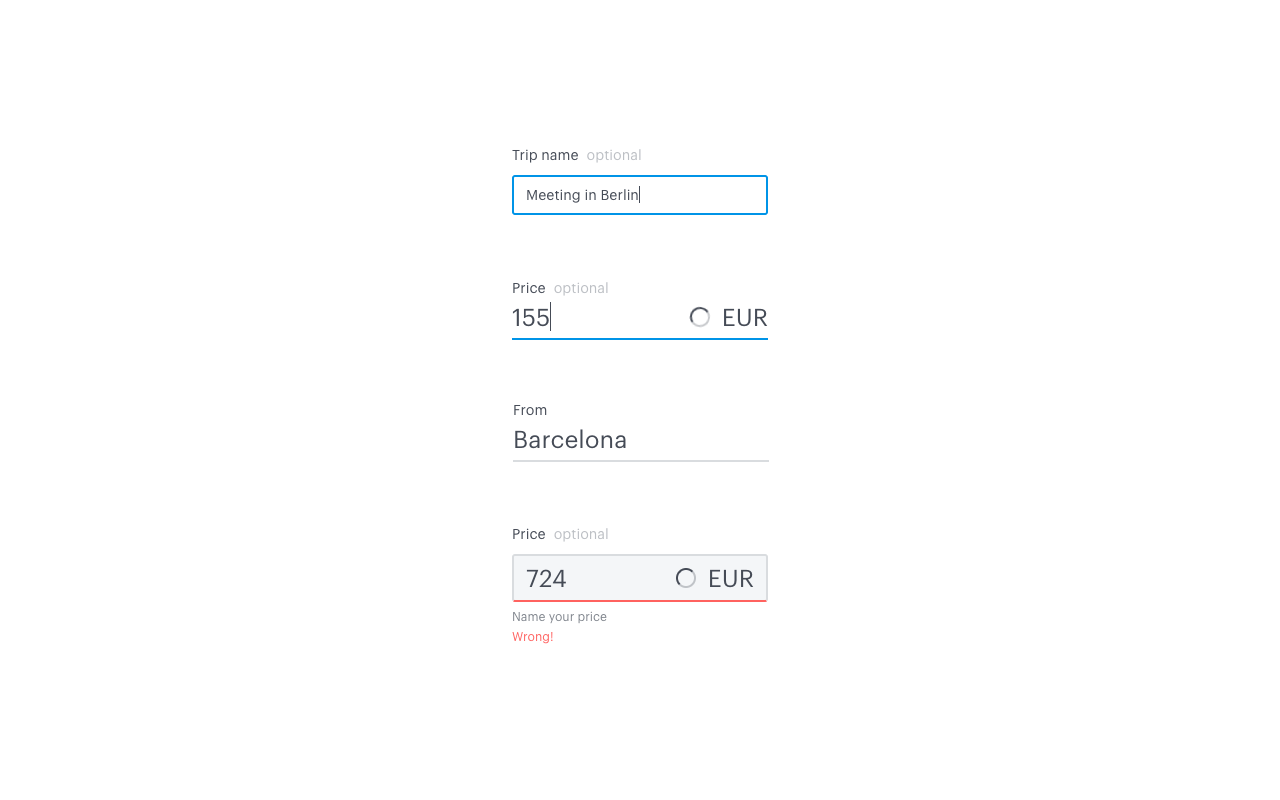 Trip name optional
Meeting in Berlin
Price optional
155 EUR
From
Barcelona
Price optional
724 EUR
Name your price
Wrong!